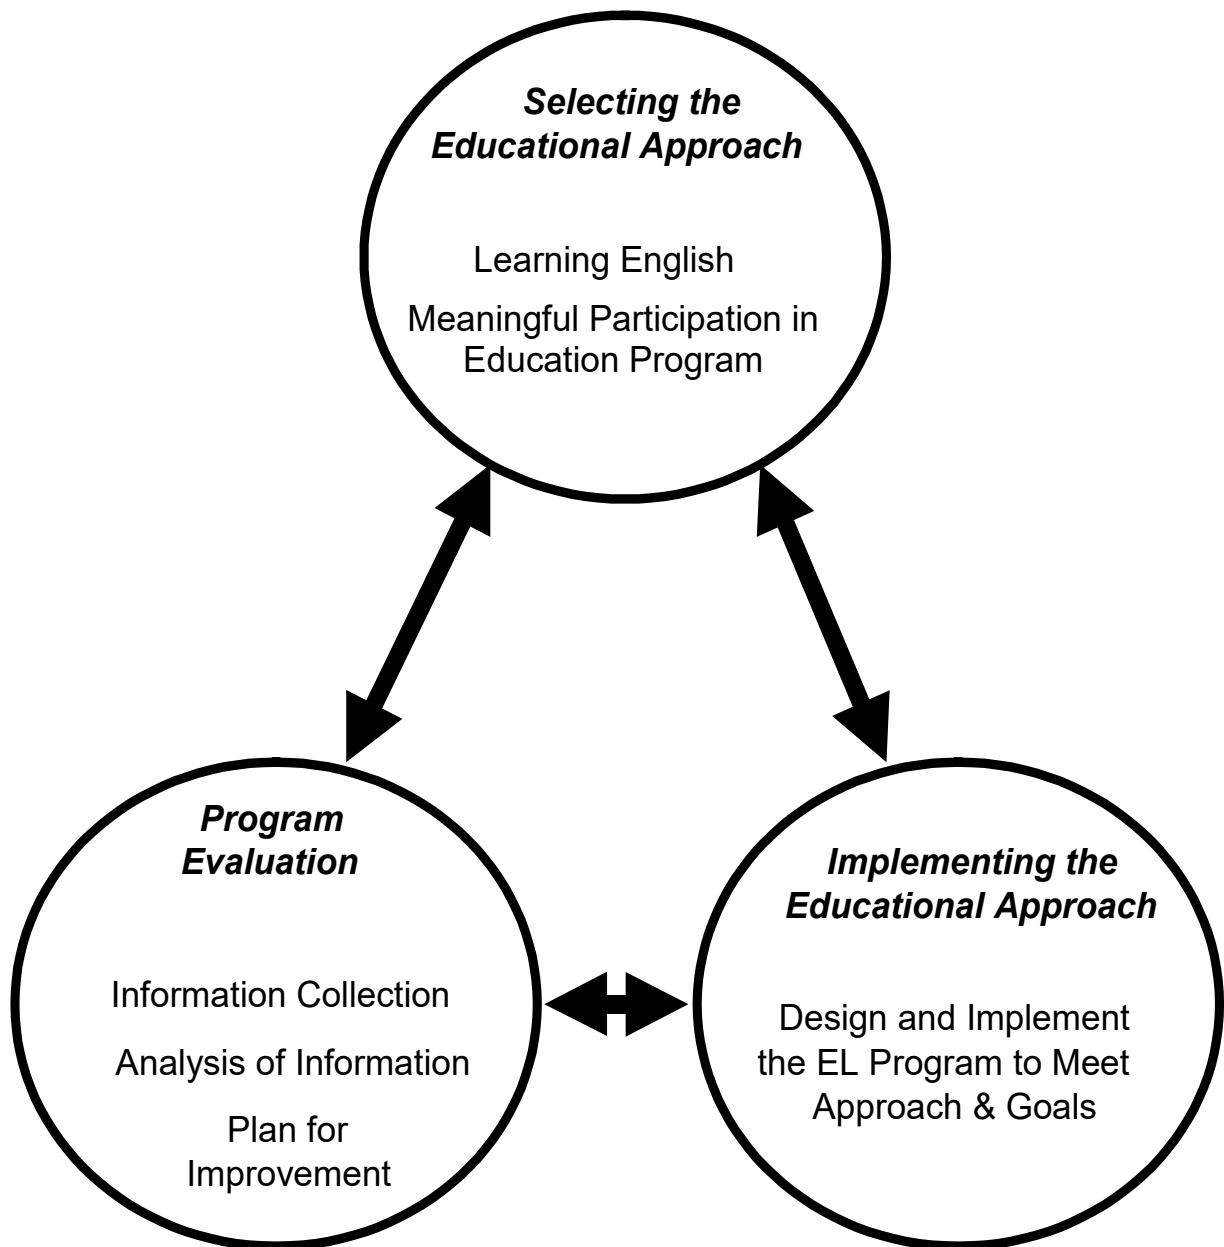 Selecting the
Educational Approach
Learning English
Meaningful Participation in
Education Program
Program
Evaluation
Information Collection
Analysis of Information
Plan for
Improvement
Implementing the
Educational Approach
Design and Implement
the EL Program to Meet
Approach & Goals